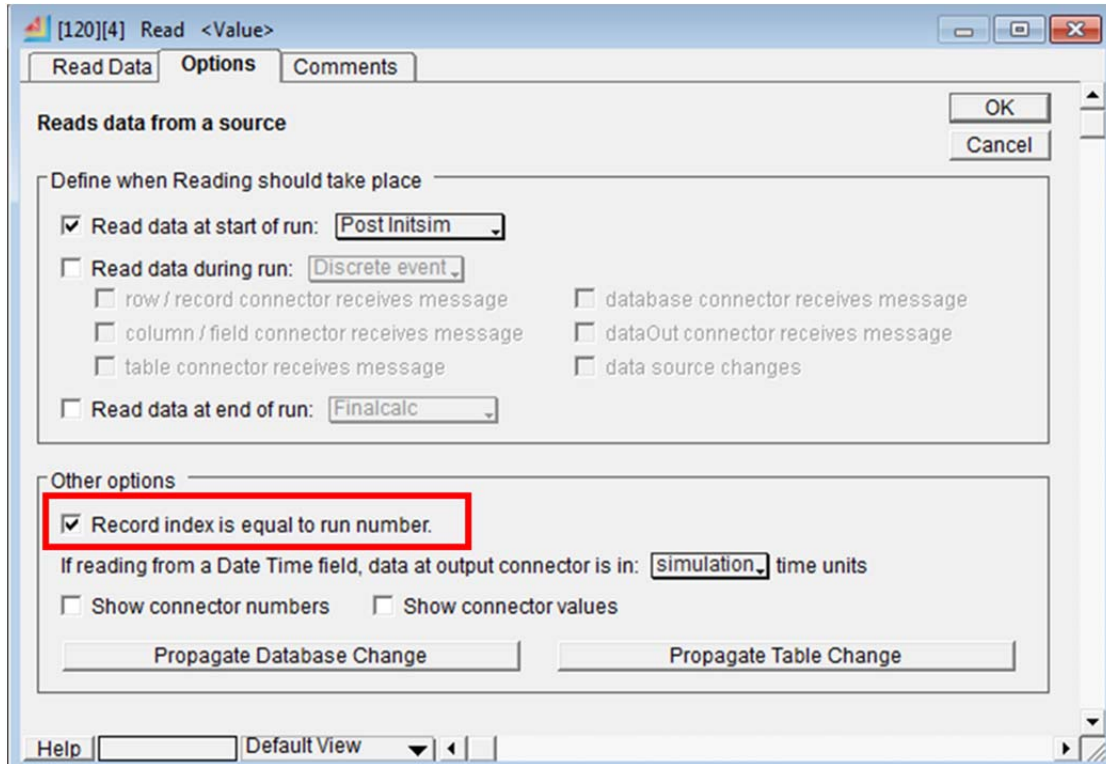 [120][4] Read <Value>
Read Data Options Comments
OK
Reads data from a source
Cancel
Define when Reading should take place
Read data at start of run: Post Initsim
Read data during run: Discrete event
row / record connector receives message database connector receives message
column / field connector receives message dataOut connector receives message
table connector receives message data source changes
Read data at end of run: Finalcalc
Other options
Record index is equal to run number.
If reading from a Date Time field, data at output connector is in: simulation time units
Show connector numbers Show connector values
Propagate Database Change Propagate Table Change
Help Default View